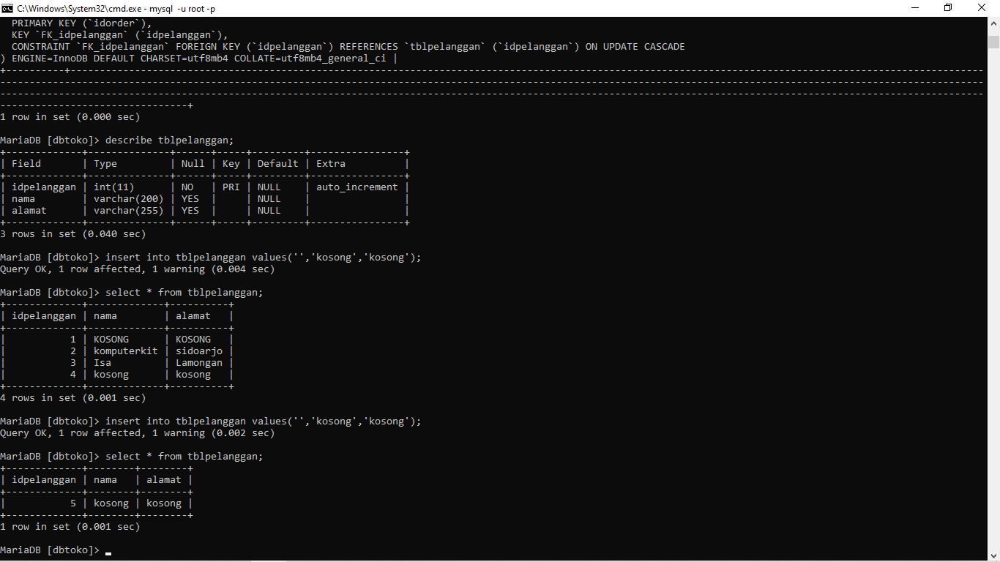 C:\Windows\System32\cmd.exe - mysql  -u root -p
  PRIMARY KEY (`idorder`),
  KEY `FK_idpelanggan` (`idpelanggan`),
  CONSTRAINT `FK_idpelanggan` FOREIGN KEY (`idpelanggan`) REFERENCES `tblpelanggan` (`idpelanggan`) ON UPDATE CASCADE
) ENGINE=InnoDB DEFAULT CHARSET=utf8mb4 COLLATE=utf8mb4_general_ci |
1 row in set (0.000 sec)
MariaDB [dbtoko]> describe tblpelanggan;
| Field       | Type         | Null | Key | Default | Extra          |
| idpelanggan | int(11)      | NO   | PRI | NULL    | auto_increment |
| nama        | varchar(200) | YES  |     | NULL    |                |
| alamat      | varchar(255) | YES  |     | NULL    |                |
3 rows in set (0.040 sec)
MariaDB [dbtoko]> insert into tblpelanggan values('','kosong','kosong');
Query OK, 1 row affected, 1 warning (0.004 sec)
MariaDB [dbtoko]> select * from tblpelanggan;
| idpelanggan | nama        | alamat   |
|           1 | KOSONG      | KOSONG   |
|           2 | komputerkit | sidoarjo |
|           3 | Isa         | Lamongan |
|           4 | kosong      | kosong   |
4 rows in set (0.001 sec)
MariaDB [dbtoko]> insert into tblpelanggan values('','kosong','kosong');
Query OK, 1 row affected, 1 warning (0.002 sec)
MariaDB [dbtoko]> select * from tblpelanggan;
| idpelanggan | nama   | alamat |
|           5 | kosong | kosong |
1 row in set (0.001 sec)
MariaDB [dbtoko]>